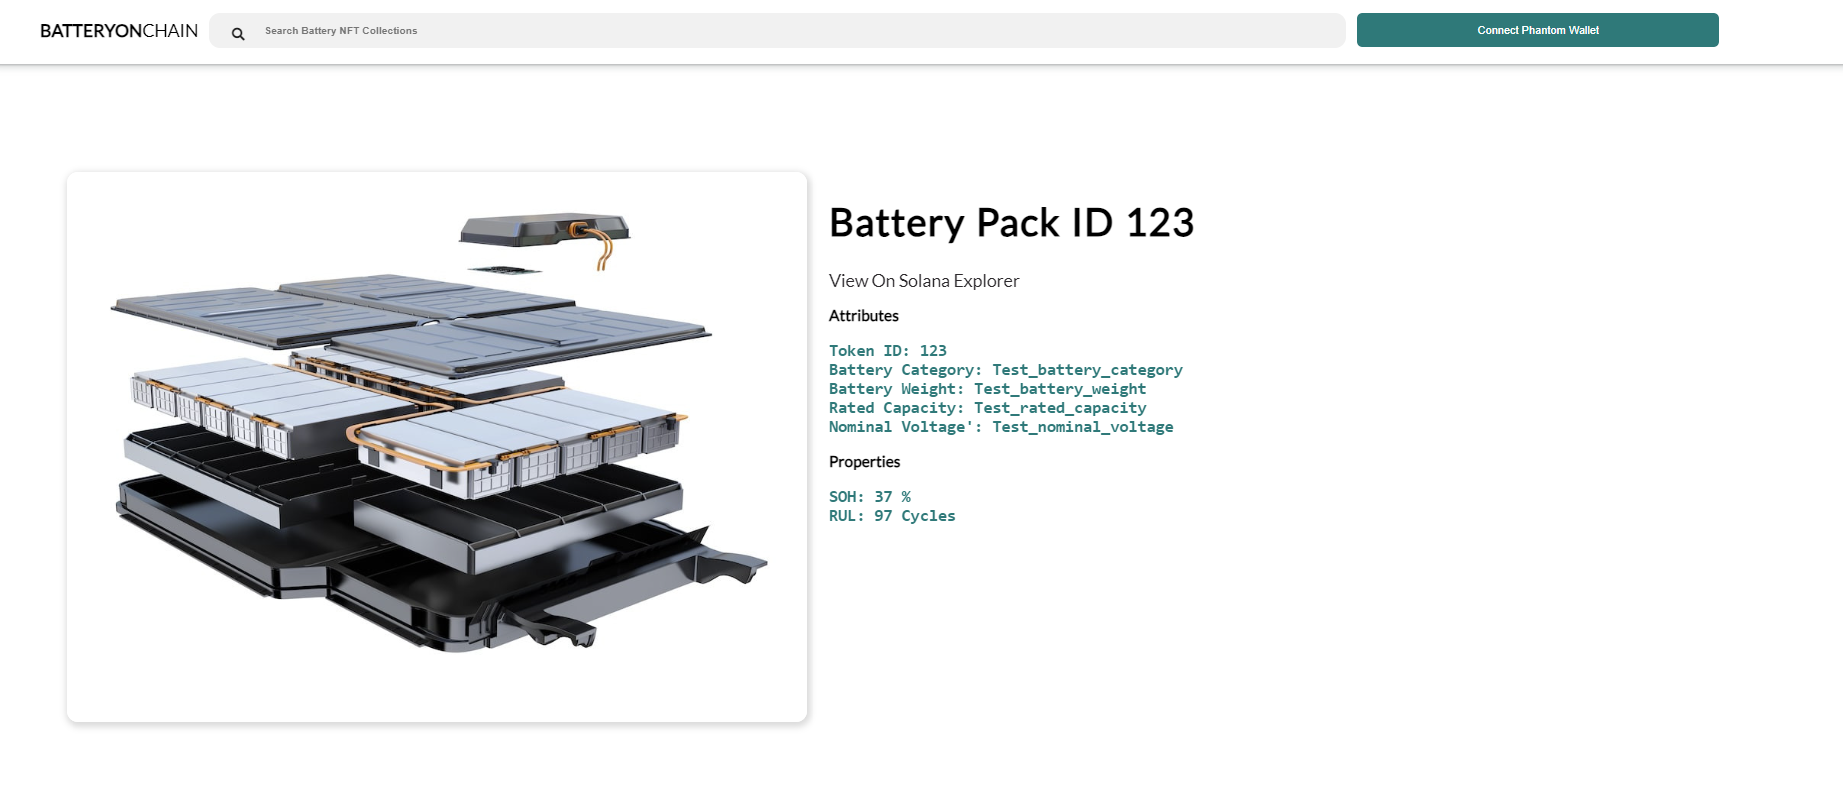 BATTERYONCHAIN
Search Battery NFT Collections
Connect Phantom Wallet
Battery Pack ID 123
View On Solana Explorer
Attributes
Token ID: 123
Battery Category: Test_battery_category
Battery Weight: Test_battery_weight
Rated Capacity: Test_rated_capacity
Nominal Voltage': Test_nominal_voltage
Properties
SOH: 37 %
RUL: 97 Cycles